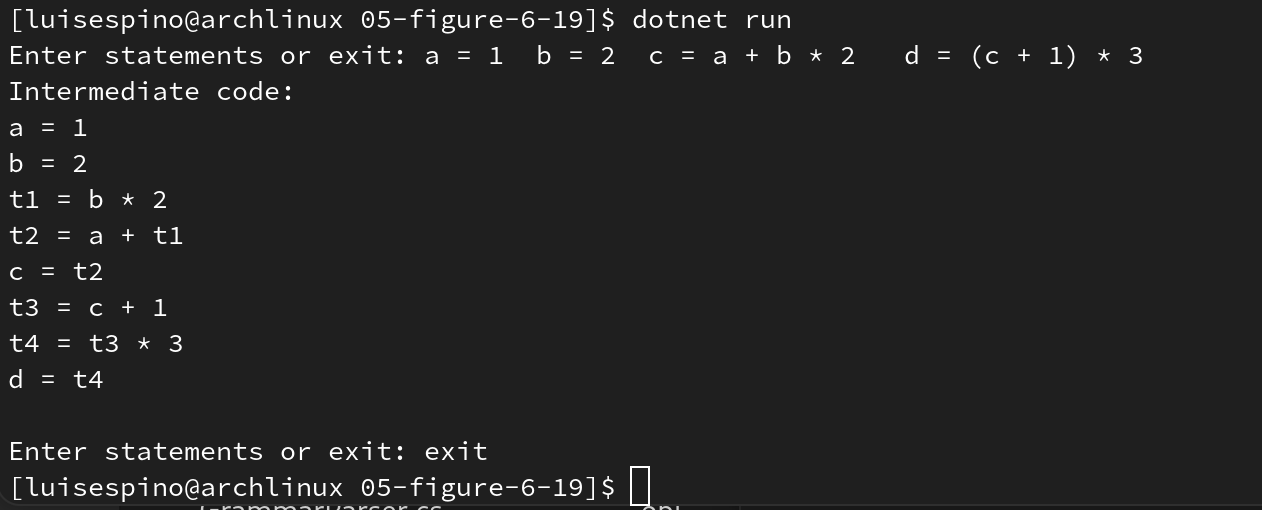 [luisespino@archlinux 05-figure-6-19]$ dotnet run
Enter statements or exit: a = 1  b = 2  c = a + b * 2   d = (c + 1) * 3
Intermediate code:
a = 1
b = 2
t1 = b * 2
t2 = a + t1
c = t2
t3 = c + 1
t4 = t3 * 3
d = t4

Enter statements or exit: exit
[luisespino@archlinux 05-figure-6-19]$